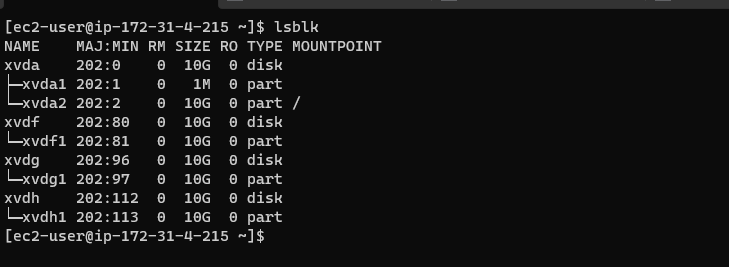 [ec2-user@ip-172-31-4-215 ~]$ lsblk
NAME    MAJ:MIN RM SIZE RO TYPE MOUNTPOINT
xvda    202:0    0  10G  0 disk
├─xvda1 202:1    0   1M  0 part
└─xvda2 202:2    0  10G  0 part /
xvdf    202:80   0  10G  0 disk
└─xvdf1 202:81   0  10G  0 part
xvdg    202:96   0  10G  0 disk
└─xvdg1 202:97   0  10G  0 part
xvdh    202:112  0  10G  0 disk
└─xvdh1 202:113  0  10G  0 part
[ec2-user@ip-172-31-4-215 ~]$